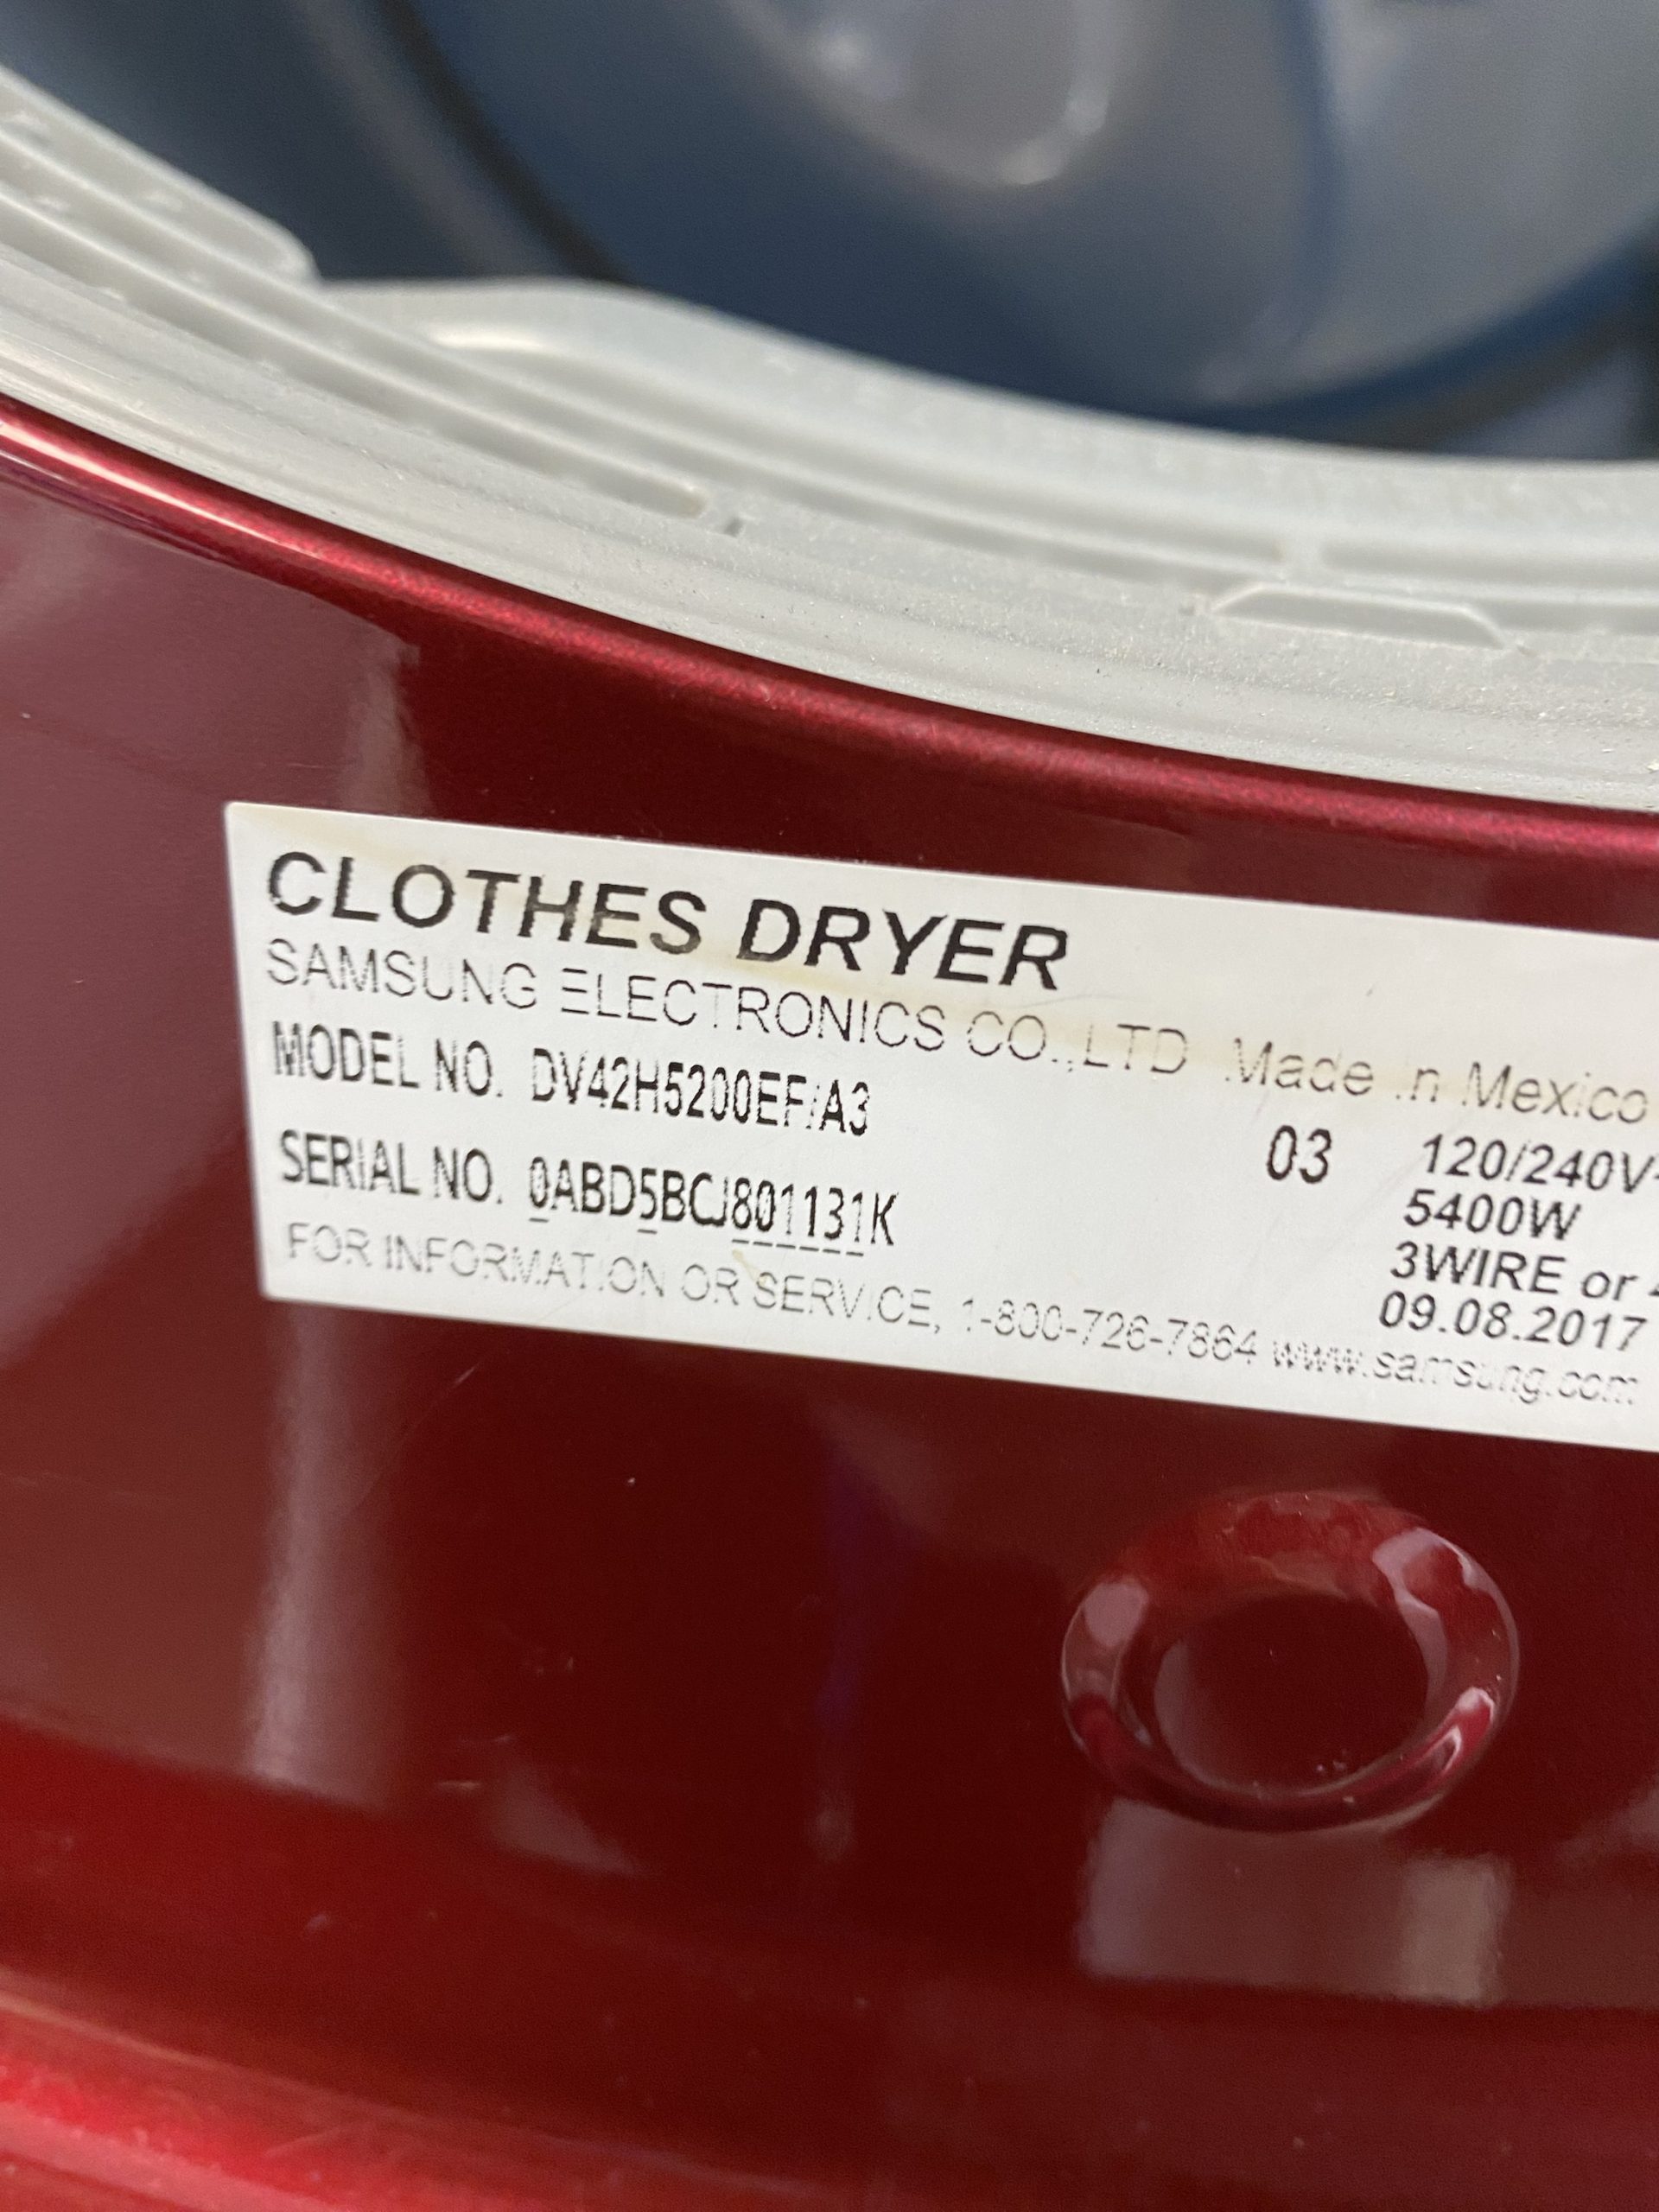 CLOTHES DRYER
SAMSUNG ELECTRONICS CO.,LTD Made in Mexico
MODEL NO. DV42H5200EF/A3
03 120/240V
5400W
SERIAL NO. 0ABD5BCJ801131K
3WIRE or
09.08.2017
FOR INFORMATION OR SERVICE, 1-800-726-7864 www.samsung.com